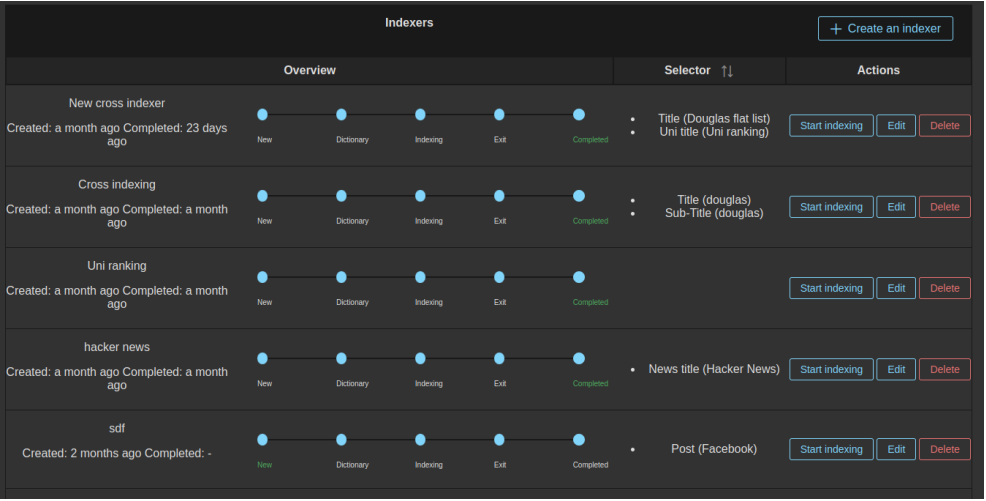 Indexers
+ Create an indexer
Overview
Selector
Actions
New cross indexer
Created: a month ago Completed: 23 days
ago
New
Dictionary
Indexing
Exit
Completed
• Title (Douglas flat list)
• Uni title (Uni ranking)
Start indexing
Edit
Delete
Cross indexing
Created: a month ago Completed: a month
ago
New
Dictionary
Indexing
Exit
Completed
• Title (douglas)
• Sub-Title (douglas)
Start indexing
Edit
Delete
Uni ranking
Created: a month ago Completed: a month
ago
New
Dictionary
Indexing
Exit
Completed
Start indexing
Edit
Delete
hacker news
Created: a month ago Completed: a month
ago
New
Dictionary
Indexing
Exit
Completed
• News title (Hacker News)
Start indexing
Edit
Delete
sdf
Created: 2 months ago Completed: -
New
Dictionary
Indexing
Exit
Completed
• Post (Facebook)
Start indexing
Edit
Delete